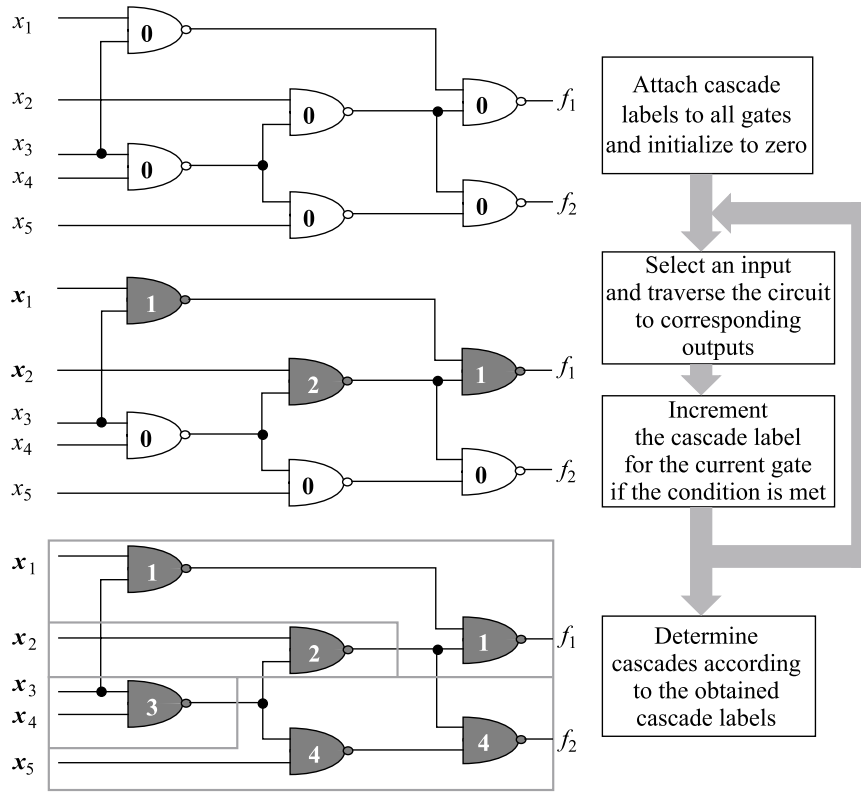 x1
0
x2
0
0
f1
x3
0
x4
x5
0
0
f2
x1
1
x2
2
1
f1
x3
0
x4
x5
0
0
f2
x1
1
x2
2
1
f1
x3
3
x4
x5
4
4
f2
Attach cascade
labels to all gates
and initialize to zero
Select an input
and traverse the circuit
to corresponding
outputs
Increment
the cascade label
for the current gate
if the condition is met
Determine
cascades according
to the obtained
cascade labels